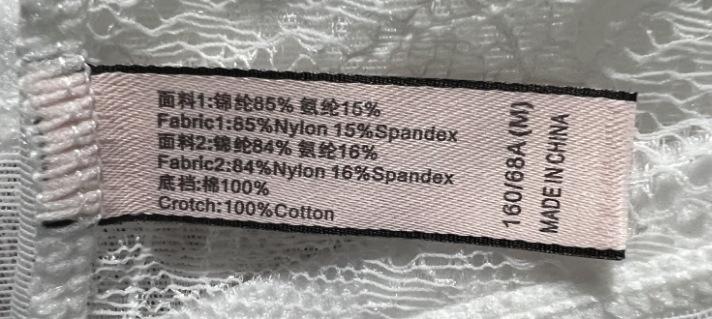 面料1:锦纶85% 氨纶15%
Fabric1:85%Nylon 15%Spandex
面料2:锦纶84% 氨纶16%
Fabric2:84%Nylon 16%Spandex
底裆:棉100%
Crotch:100%Cotton
160/68A(M)
MADE IN CHINA